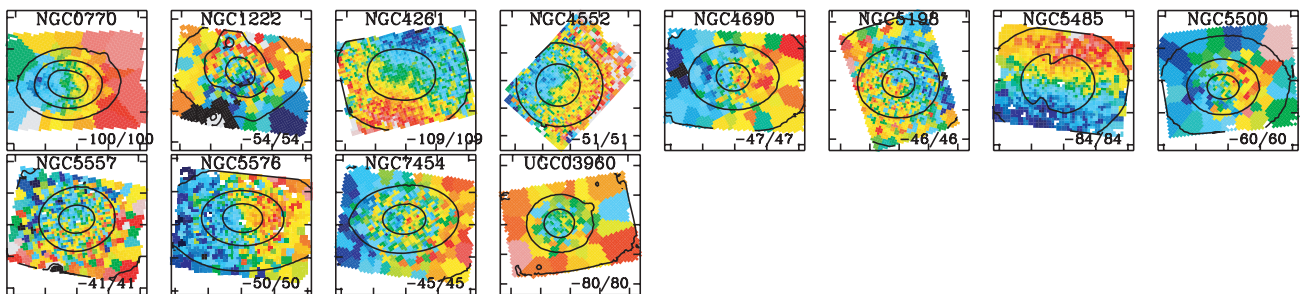 NGC0770 NGC1222 NGC4261 NGC4552 NGC4690 NGC5198 NGC5485 NGC5500
-100/100 -54/54 -109/109 -51/51 -47/47 -46/46 -84/84 -60/60
NGC5557 NGC5576 NGC7454 UGC03960
-41/41 -50/50 -45/45 -80/80